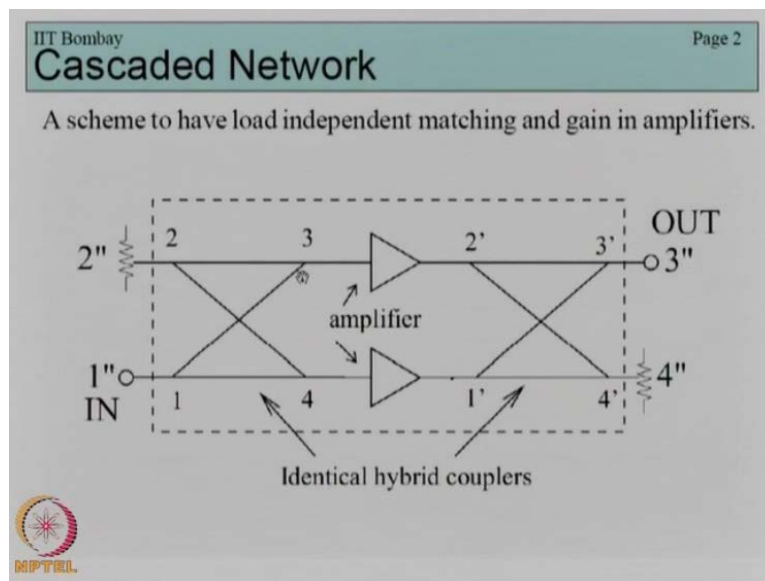 IIT Bombay
Page 2
Cascaded Network
A scheme to have load independent matching and gain in amplifiers.
OUT
2"
2
3
2'
3'
3"
amplifier
1"
1
4
1'
4'
4"
IN
Identical hybrid couplers
NPTEL